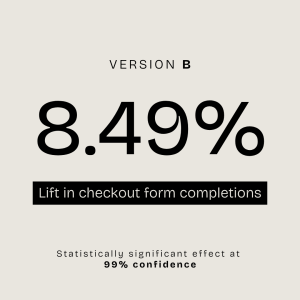 VERSION B
8.49%
Lift in checkout form completions
Statistically significant effect at
99% confidence